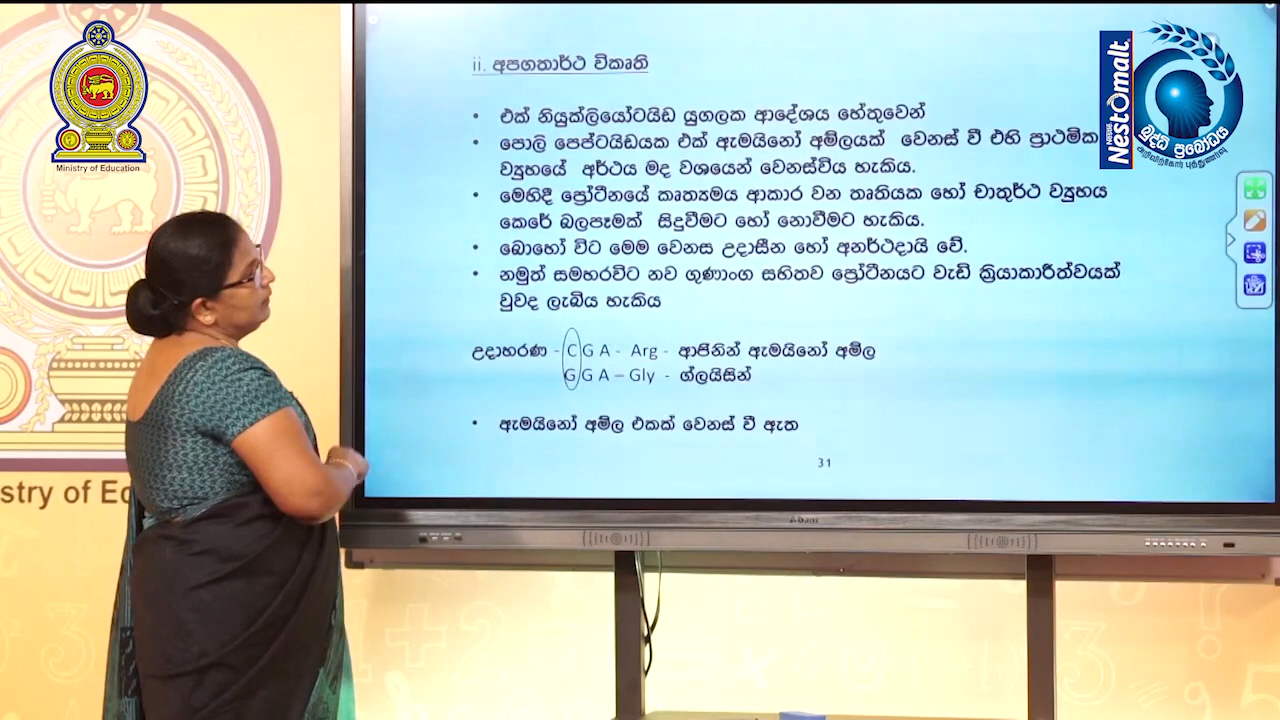 Ministry of Education
ii. අපගතාර්ථ විකෘති
NESTOMALT
බුද්ධි ප්‍රබෝධය
• එක් නියුක්ලියෝටයිඩ යුගලක ආදේශය හේතුවෙන්
• පොලි පෙප්ටයිඩයක එක් ඇමයිනෝ අම්ලයක් වෙනස් වී එහි ප්‍රාථමික
ව්‍යුහයේ අර්ථය මද වශයෙන් වෙනස්විය හැකිය.
• මෙහිදී ප්‍රෝටීනයේ කෘත්‍යමය ආකාර වන තෘතියක හෝ චාතුර්ථ ව්‍යුහය
කෙරේ බලපෑමක් සිදුවීමට හෝ නොවීමට හැකිය.
• බොහෝ විට මෙම වෙනස උදාසීන හෝ අනර්ථදායි වේ.
• නමුත් සමහරවිට නව ගුණාංග සහිතව ප්‍රෝටීනයට වැඩි ක්‍රියාකාරීත්වයක්
වුවද ලැබිය හැකිය
උදාහරණ - C G A - Arg - ආජිනින් ඇමයිනෝ අම්ල
G G A – Gly - ග්ලයිසින්
• ඇමයිනෝ අම්ල එකක් වෙනස් වී ඇත
31
stry of Ed